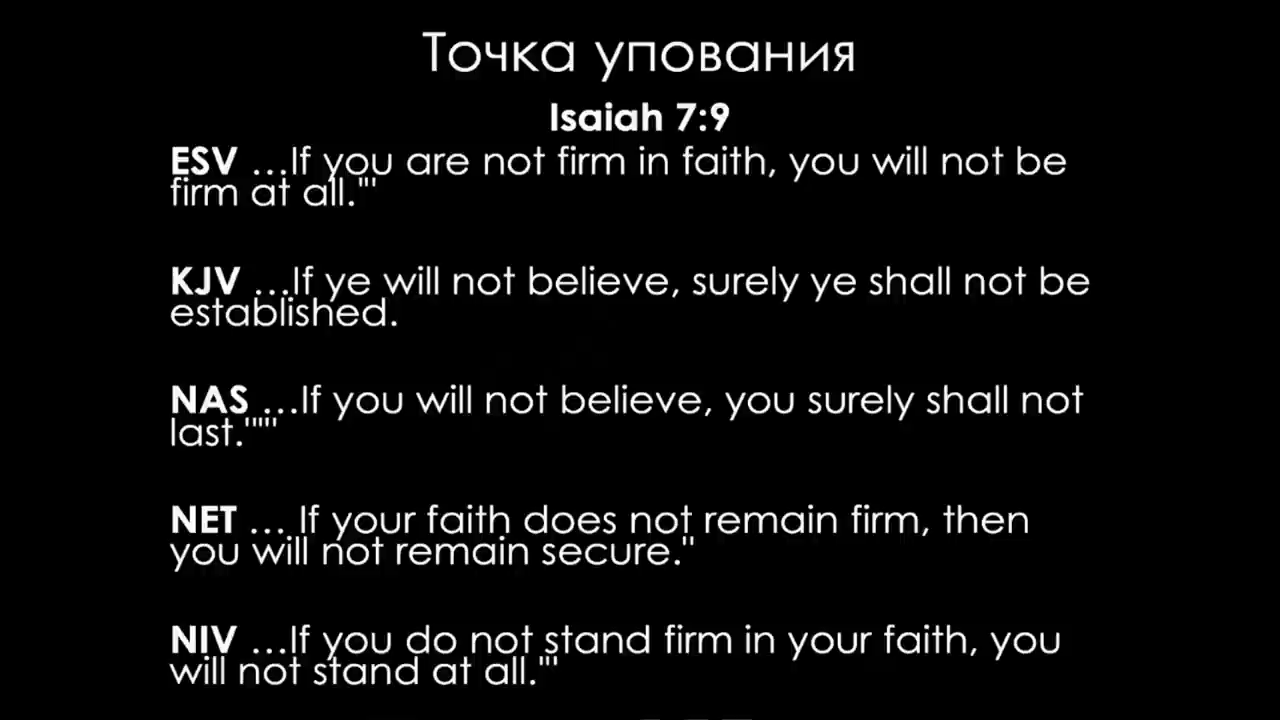 Точка упования
Isaiah 7:9
ESV ...If you are not firm in faith, you will not be
firm at all."'
KJV ...If ye will not believe, surely ye shall not be
established.
NAS ...If you will not believe, you surely shall not
last.'"'"
NET ... If your faith does not remain firm, then
you will not remain secure."
NIV ...If you do not stand firm in your faith, you
will not stand at all."'